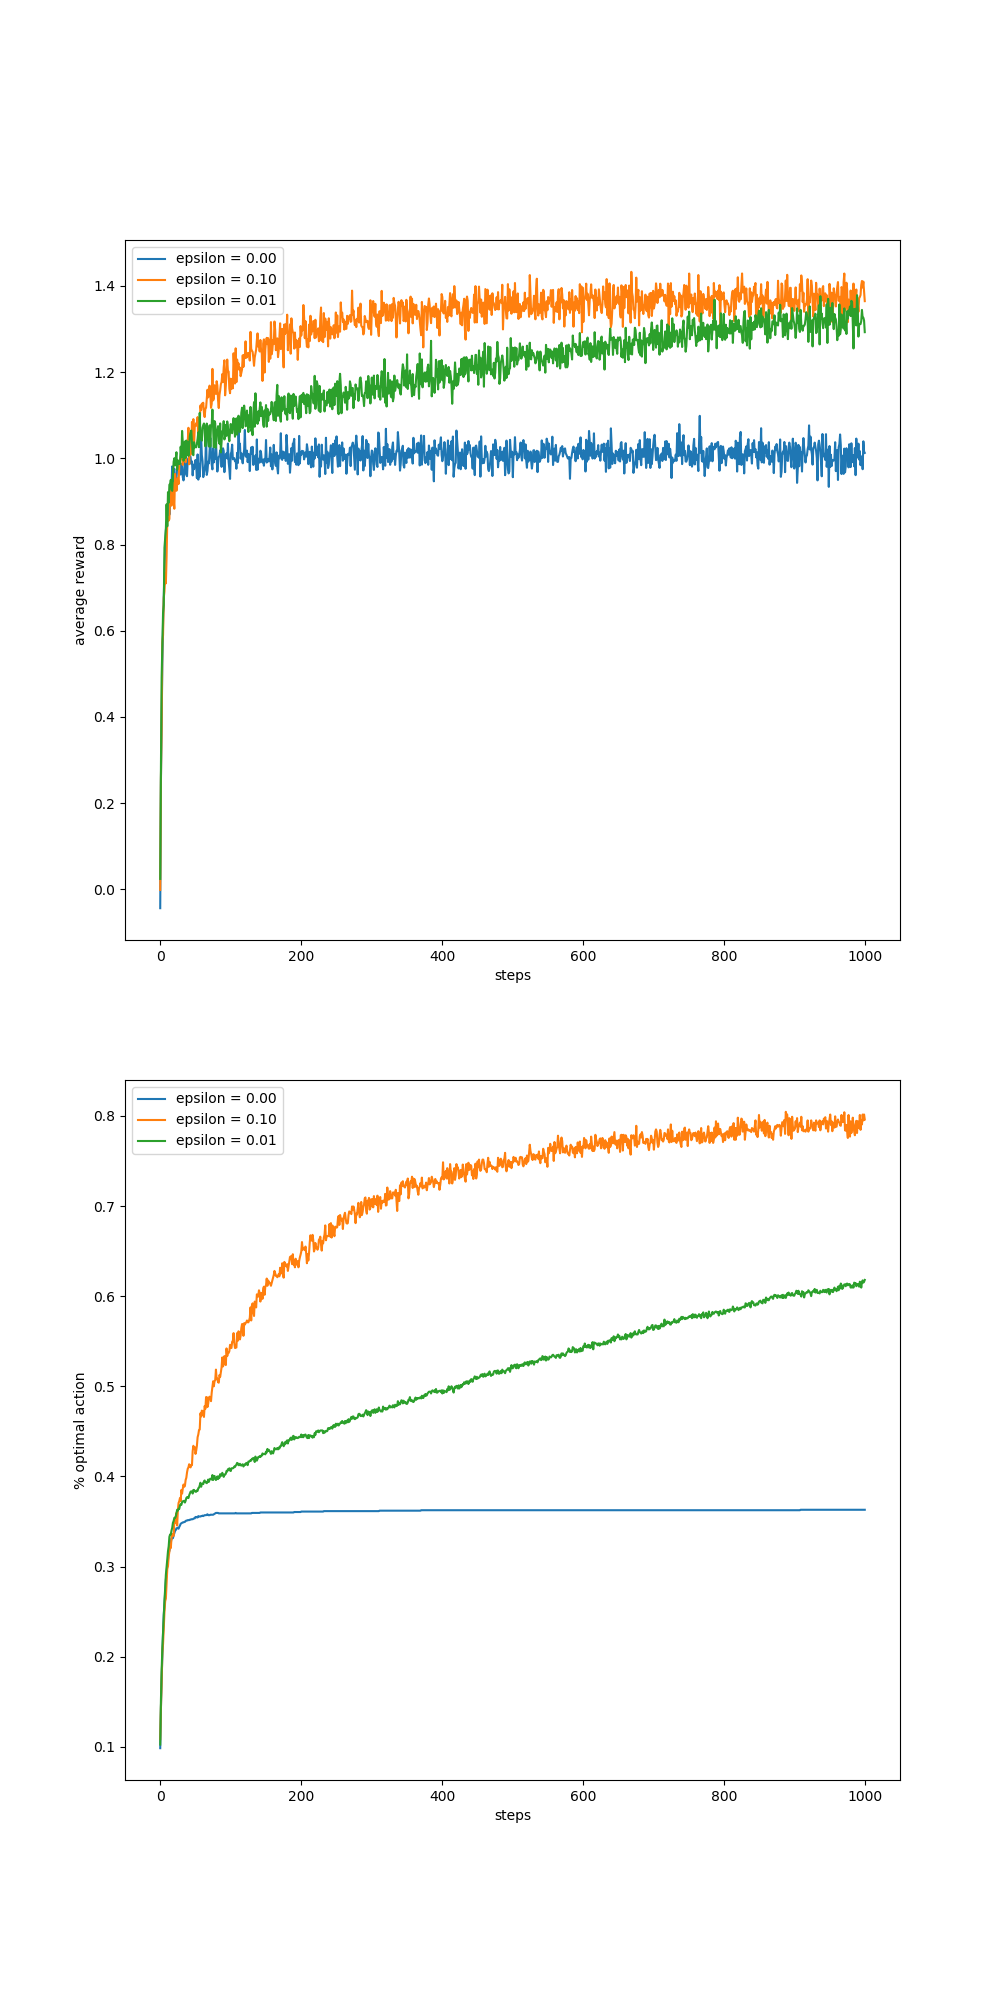 epsilon = 0.00
epsilon = 0.10
epsilon = 0.01
1.4
1.2
1.0
0.8
0.6
0.4
0.2
0.0
average reward
0 200 400 600 800 1000
steps
epsilon = 0.00
epsilon = 0.10
epsilon = 0.01
0.8
0.7
0.6
0.5
0.4
0.3
0.2
0.1
% optimal action
0 200 400 600 800 1000
steps